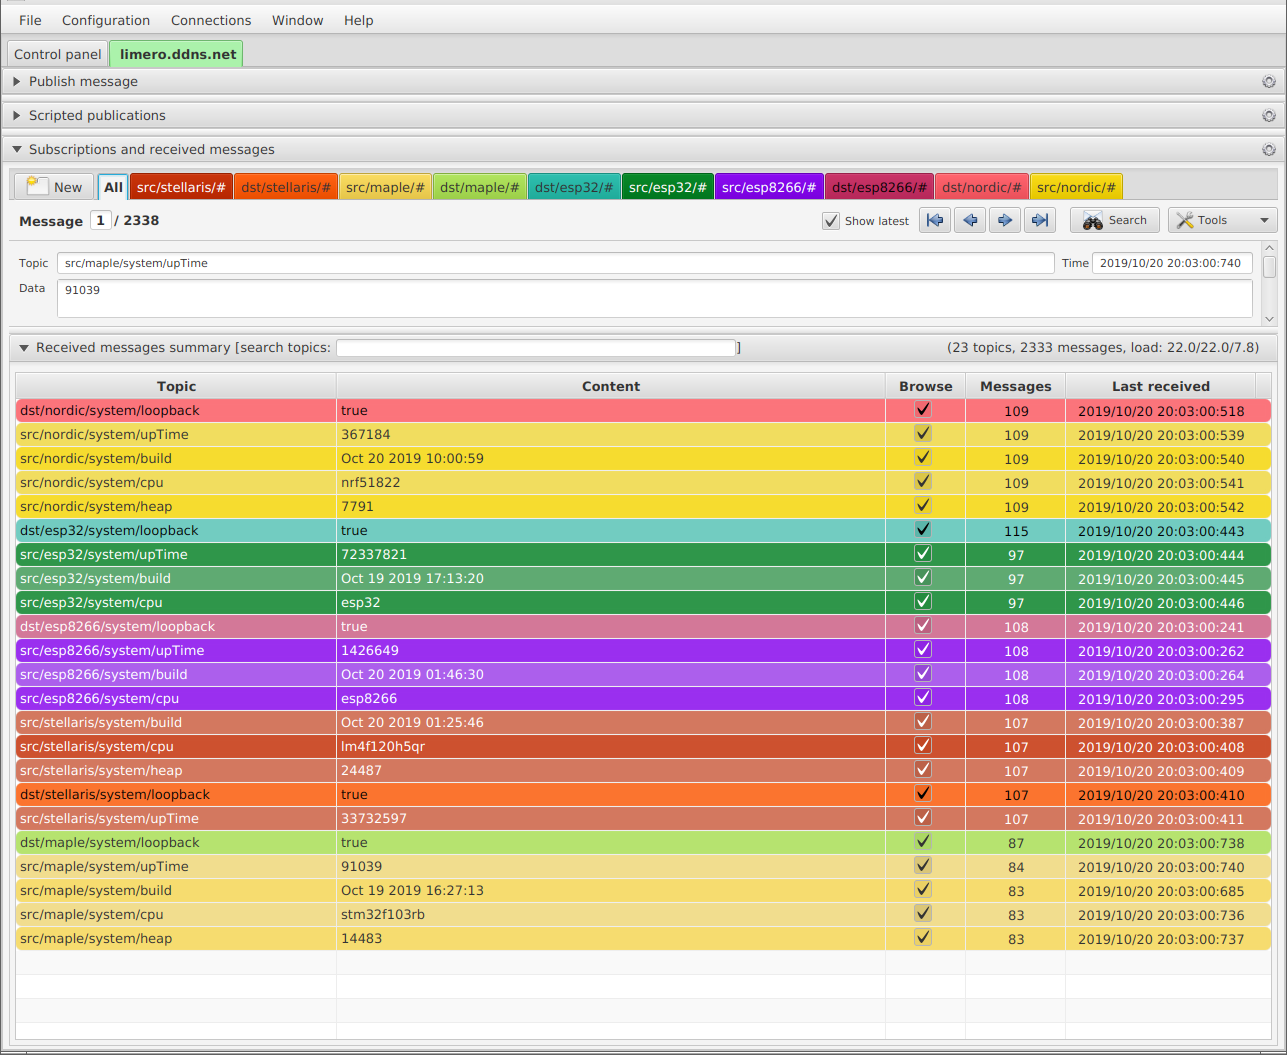 File Configuration Connections Window Help
Control panel limero.ddns.net
Publish message
Scripted publications
Subscriptions and received messages
New All src/stellaris/# dst/stellaris/# src/maple/# dst/maple/# dst/esp32/# src/esp32/# src/esp8266/# dst/esp8266/# dst/nordic/# src/nordic/#
Message 1 / 2338 Show latest Search Tools
Topic src/maple/system/upTime Time 2019/10/20 20:03:00:740
Data 91039
Received messages summary [search topics: ] (23 topics, 2333 messages, load: 22.0/22.0/7.8)
Topic Content Browse Messages Last received
dst/nordic/system/loopback true 109 2019/10/20 20:03:00:518
src/nordic/system/upTime 367184 109 2019/10/20 20:03:00:539
src/nordic/system/build Oct 20 2019 10:00:59 109 2019/10/20 20:03:00:540
src/nordic/system/cpu nrf51822 109 2019/10/20 20:03:00:541
src/nordic/system/heap 7791 109 2019/10/20 20:03:00:542
dst/esp32/system/loopback true 115 2019/10/20 20:03:00:443
src/esp32/system/upTime 72337821 97 2019/10/20 20:03:00:444
src/esp32/system/build Oct 19 2019 17:13:20 97 2019/10/20 20:03:00:445
src/esp32/system/cpu esp32 97 2019/10/20 20:03:00:446
dst/esp8266/system/loopback true 108 2019/10/20 20:03:00:241
src/esp8266/system/upTime 1426649 108 2019/10/20 20:03:00:262
src/esp8266/system/build Oct 20 2019 01:46:30 108 2019/10/20 20:03:00:264
src/esp8266/system/cpu esp8266 108 2019/10/20 20:03:00:295
src/stellaris/system/build Oct 20 2019 01:25:46 107 2019/10/20 20:03:00:387
src/stellaris/system/cpu lm4f120h5qr 107 2019/10/20 20:03:00:408
src/stellaris/system/heap 24487 107 2019/10/20 20:03:00:409
dst/stellaris/system/loopback true 107 2019/10/20 20:03:00:410
src/stellaris/system/upTime 33732597 107 2019/10/20 20:03:00:411
dst/maple/system/loopback true 87 2019/10/20 20:03:00:738
src/maple/system/upTime 91039 84 2019/10/20 20:03:00:740
src/maple/system/build Oct 19 2019 16:27:13 83 2019/10/20 20:03:00:685
src/maple/system/cpu stm32f103rb 83 2019/10/20 20:03:00:736
src/maple/system/heap 14483 83 2019/10/20 20:03:00:737